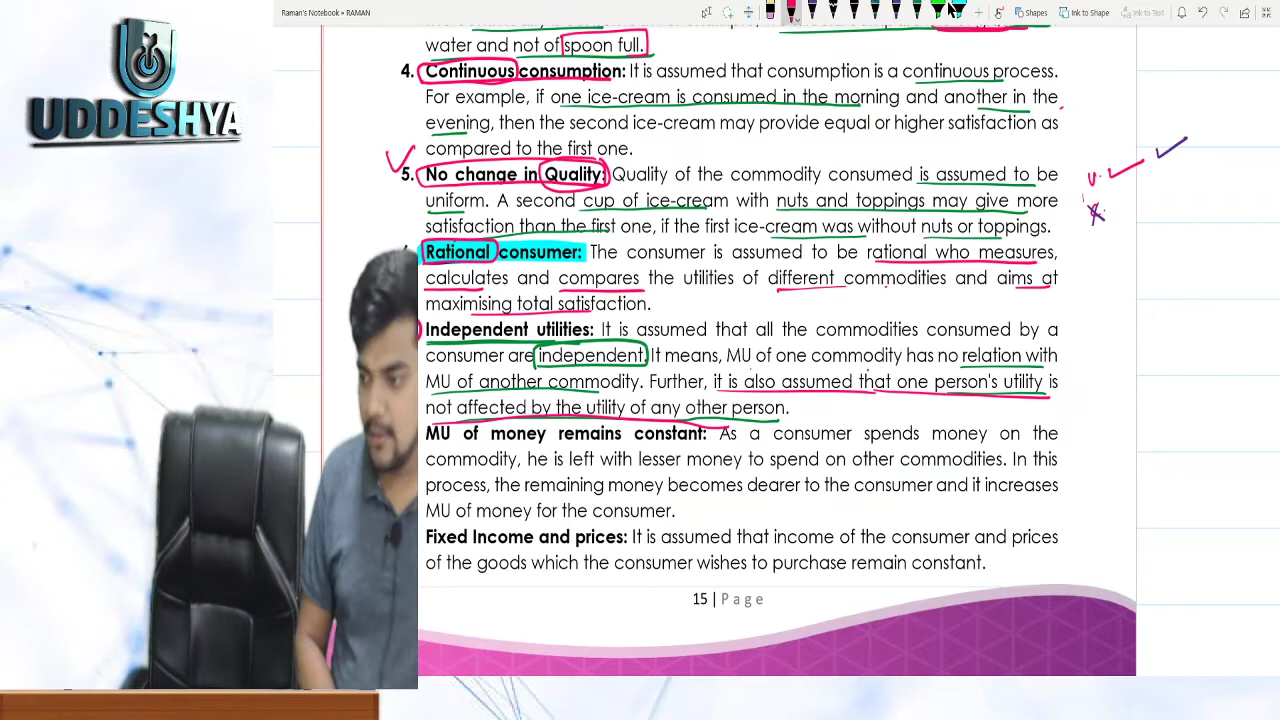 Raman's Notebook » RAMAN
Shapes
Ink to Shape
Ink to Text
UDDESHYA
water and not of spoon full.
4. Continuous consumption: It is assumed that consumption is a continuous process.
For example, if one ice-cream is consumed in the morning and another in the
evening, then the second ice-cream may provide equal or higher satisfaction as
compared to the first one.
5. No change in Quality: Quality of the commodity consumed is assumed to be
uniform. A second cup of ice-cream with nuts and toppings may give more
satisfaction than the first one, if the first ice-cream was without nuts or toppings.
Rational consumer: The consumer is assumed to be rational who measures,
calculates and compares the utilities of different commodities and aims at
maximising total satisfaction.
Independent utilities: It is assumed that all the commodities consumed by a
consumer are independent. It means, MU of one commodity has no relation with
MU of another commodity. Further, it is also assumed that one person's utility is
not affected by the utility of any other person.
MU of money remains constant: As a consumer spends money on the
commodity, he is left with lesser money to spend on other commodities. In this
process, the remaining money becomes dearer to the consumer and it increases
MU of money for the consumer.
Fixed Income and prices: It is assumed that income of the consumer and prices
of the goods which the consumer wishes to purchase remain constant.
15 | Page